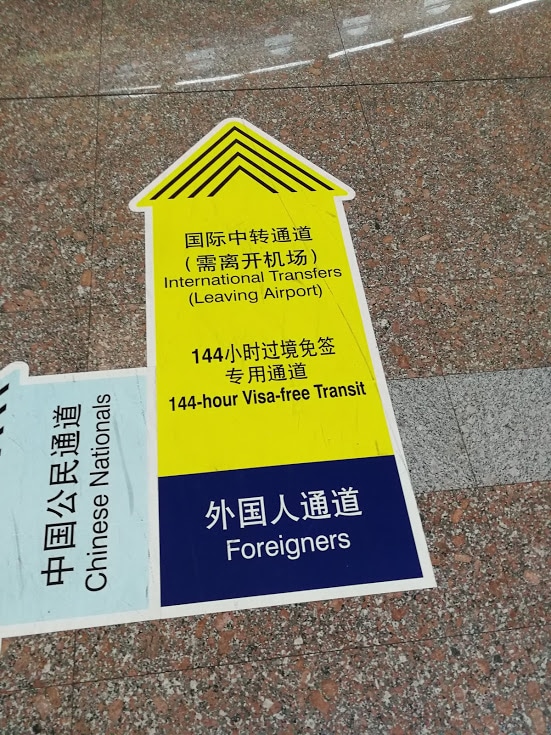 国际中转通道
（需离开机场）
International Transfers
(Leaving Airport)
144小时过境免签
专用通道
144-hour Visa-free Transit
外国人通道
Foreigners
中国公民通道
Chinese Nationals